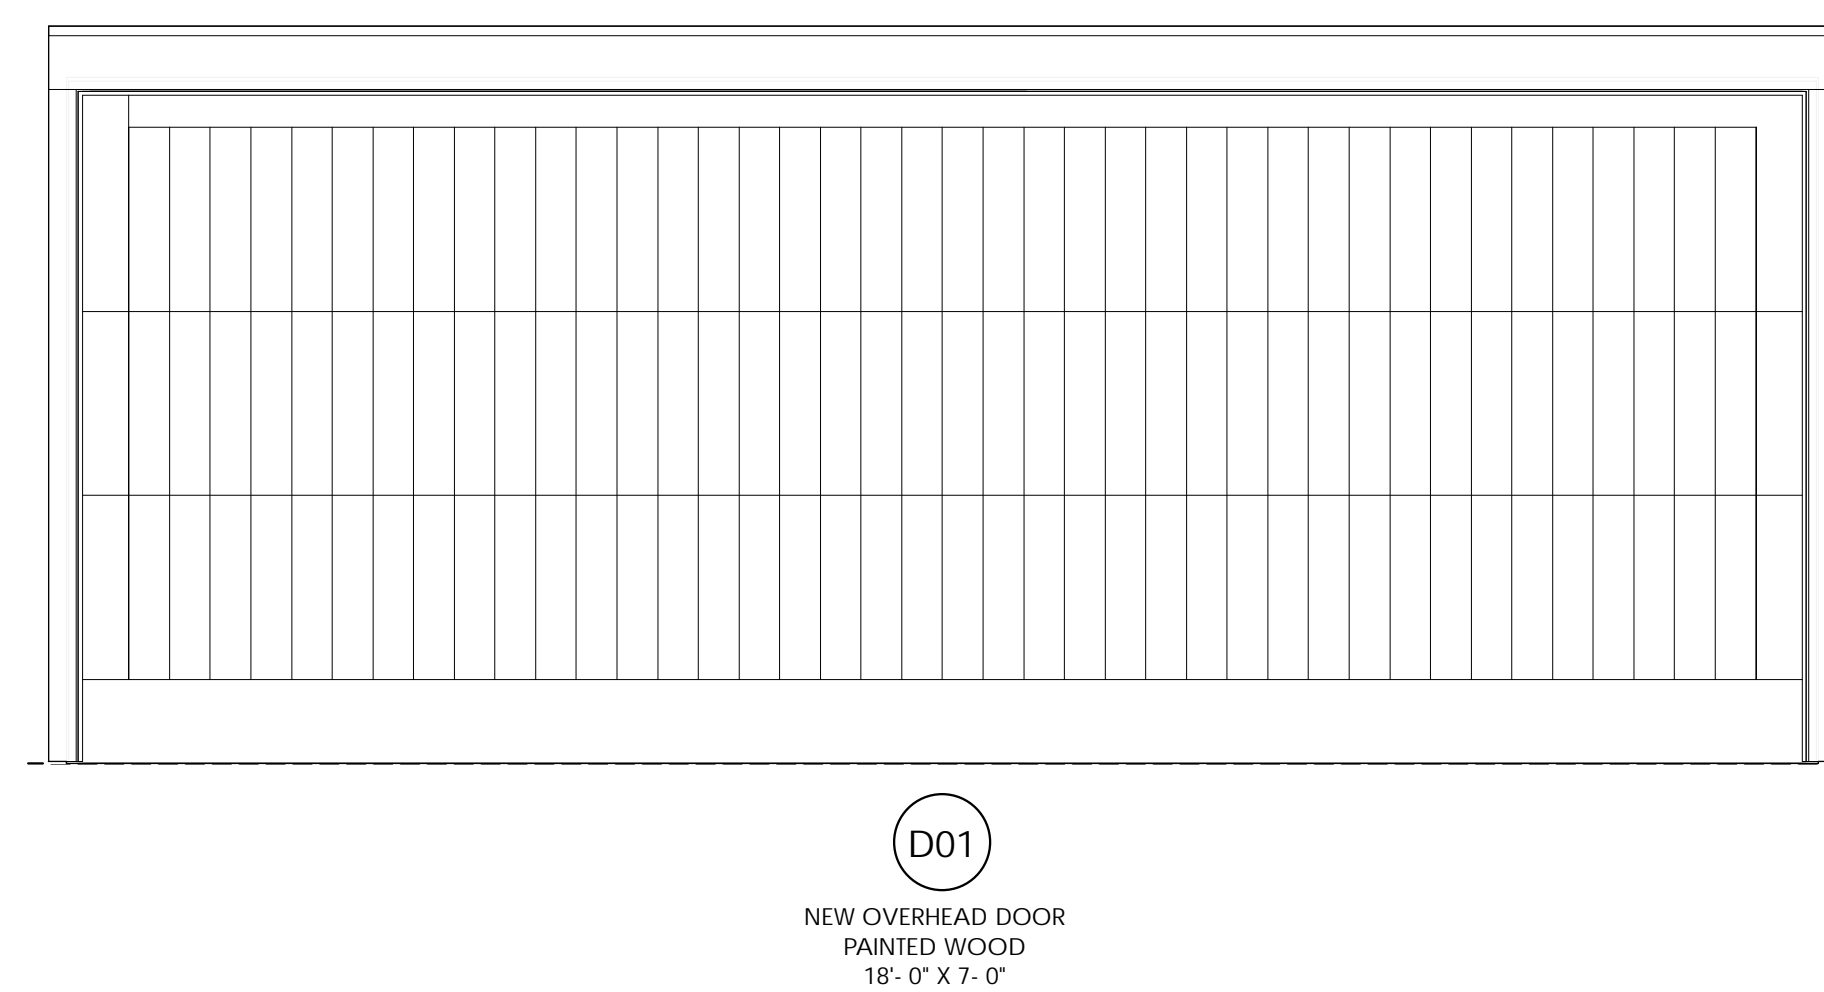 D01
NEW OVERHEAD DOOR
PAINTED WOOD
18'- 0" X 7- 0"